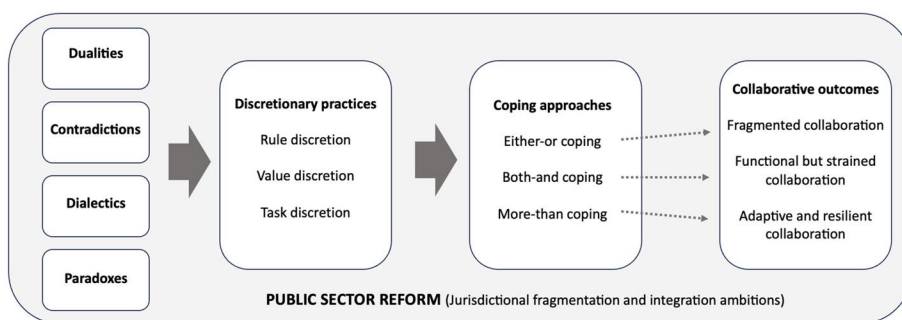 Dualities
Contradictions
Dialectics
Paradoxes
Discretionary practices
Rule discretion
Value discretion
Task discretion
Coping approaches
Either-or coping
Both-and coping
More-than coping
Collaborative outcomes
Fragmented collaboration
Functional but strained
collaboration
Adaptive and resilient
collaboration
PUBLIC SECTOR REFORM (Jurisdictional fragmentation and integration ambitions)